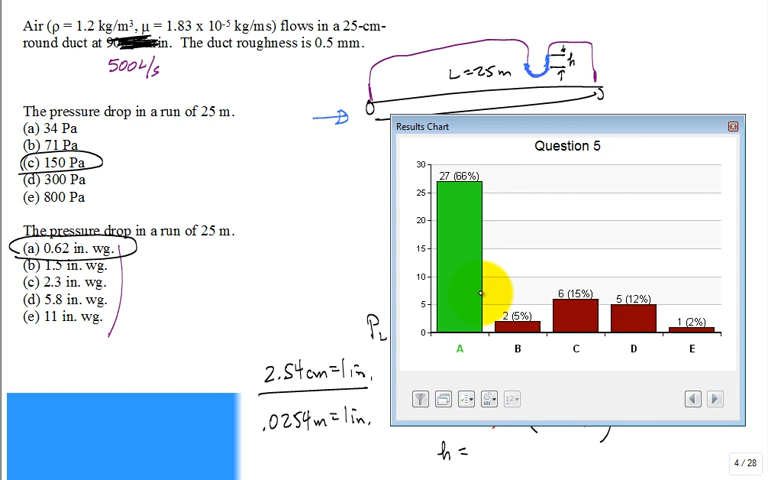 Air (ρ = 1.2 kg/m³, μ = 1.83 x 10⁻⁵ kg/ms) flows in a 25-cm-
round duct at in. The duct roughness is 0.5 mm.
500 L/s
L=25m
h
The pressure drop in a run of 25 m.
(a) 34 Pa
(b) 71 Pa
(c) 150 Pa
(d) 300 Pa
(e) 800 Pa
The pressure drop in a run of 25 m.
(a) 0.62 in. wg.
(b) 1.5 in. wg.
(c) 2.3 in. wg.
(d) 5.8 in. wg.
(e) 11 in. wg.
Results Chart
Question 5
30
25
20
15
10
5
0
27 (66%)
2 (5%)
6 (15%)
5 (12%)
1 (2%)
A B C D E
P_L
2.54cm=1in.
.0254m=1in.
h =
4 / 28